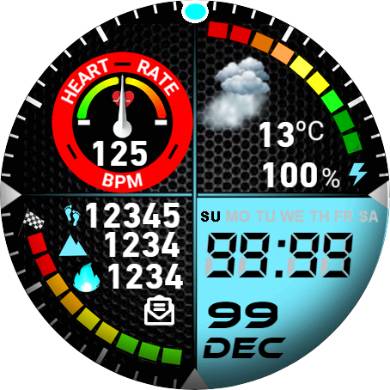 HEART RATE
125
BPM
13°C
100%
12345
1234
1234
SU MO TU WE TH FR SA
88:88
99
DEC